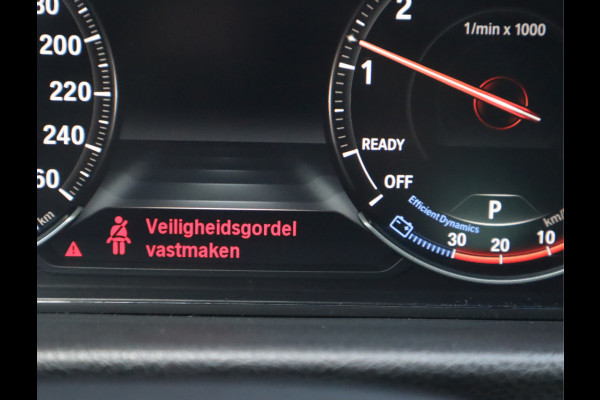 80
200
220
240
60
km
2
1/min x 1000
1
READY
OFF
P
Efficient Dynamics
30
20
10
km/
Veiligheidsgordel
vastmaken